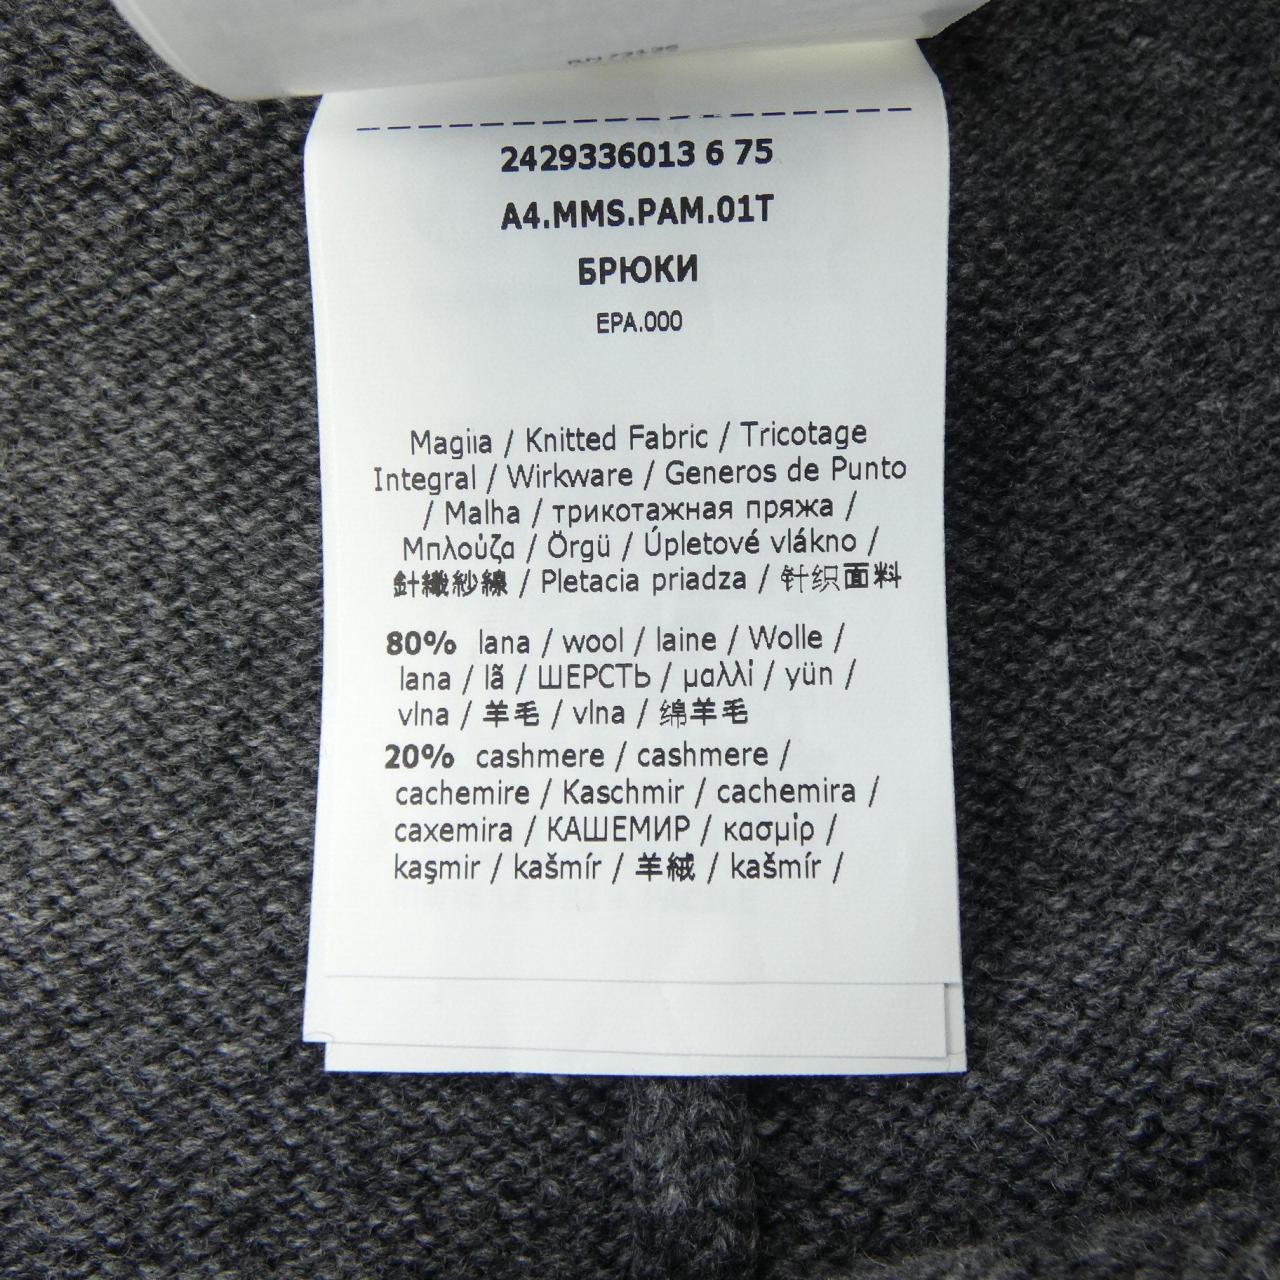 RN 73136
2429336013 6 75
A4.MMS.PAM.01T
БРЮКИ
EPA.000
Magiia / Knitted Fabric / Tricotage
Integral / Wirkware / Generos de Punto
/ Malha / трикотажная пряжа /
Μπλούζα / Örgü / Úpletové vlákno /
針織紗線 / Pletacia priadza / 针织面料
80% lana / wool / laine / Wolle /
lana / lã / ШЕРСТЬ / μαλλί / yün /
vlna / 羊毛 / vlna / 绵羊毛
20% cashmere / cashmere /
cachemire / Kaschmir / cachemira /
caxemira / КАШЕМИР / κασμίρ /
kaşmir / kašmír / 羊絨 / kašmír /